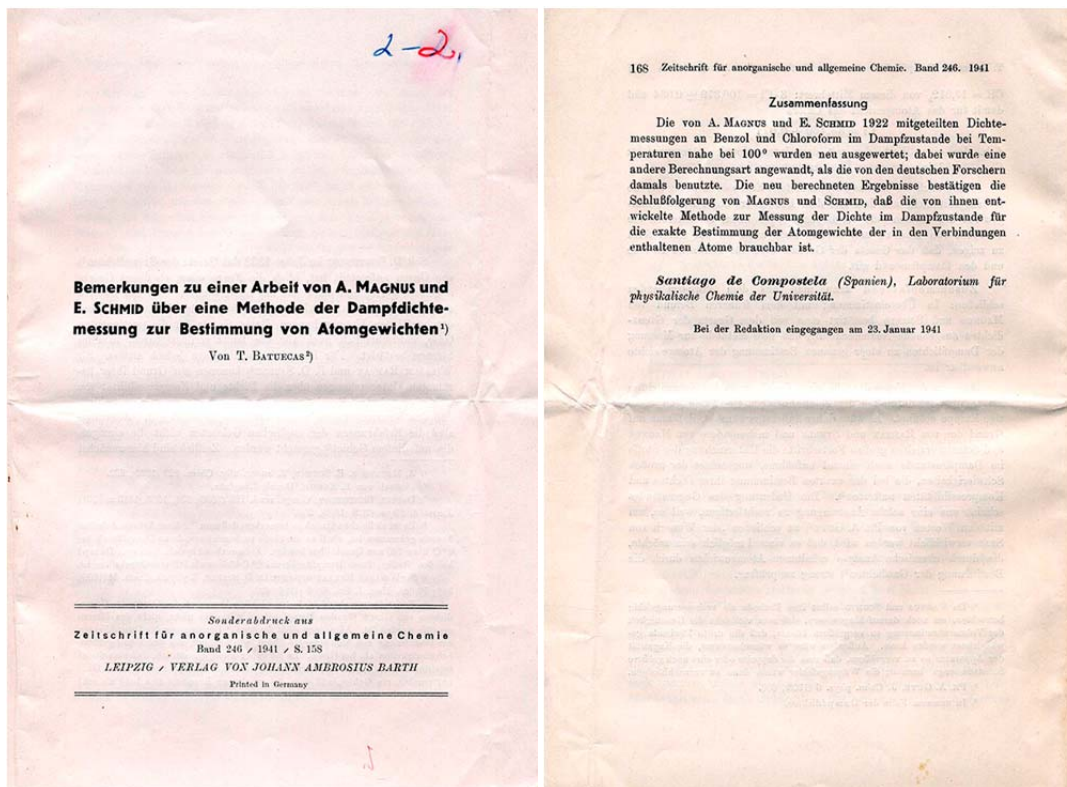 2-2,
Bemerkungen zu einer Arbeit von A. MAGNUS und
E. SCHMID über eine Methode der Dampfdichte-
messung zur Bestimmung von Atomgewichten¹)
Von T. BATUECAS²)
Sonderabdruck aus
Zeitschrift für anorganische und allgemeine Chemie
Band 246 / 1941 / S. 158
LEIPZIG / VERLAG VON JOHANN AMBROSIUS BARTH
Printed in Germany
168 Zeitschrift für anorganische und allgemeine Chemie. Band 246. 1941
Zusammenfassung
Die von A. MAGNUS und E. SCHMID 1922 mitgeteilten Dichte-
messungen an Benzol und Chloroform im Dampfzustande bei Tem-
peraturen nahe bei 100° wurden neu ausgewertet; dabei wurde eine
andere Berechnungsart angewandt, als die von den deutschen Forschern
damals benutzte. Die neu berechneten Ergebnisse bestätigen die
Schlußfolgerung von MAGNUS und SCHMID, daß die von ihnen ent-
wickelte Methode zur Messung der Dichte im Dampfzustande für
die exakte Bestimmung der Atomgewichte der in den Verbindungen
enthaltenen Atome brauchbar ist.
Santiago de Compostela (Spanien), Laboratorium für
physikalische Chemie der Universität.
Bei der Redaktion eingegangen am 23. Januar 1941